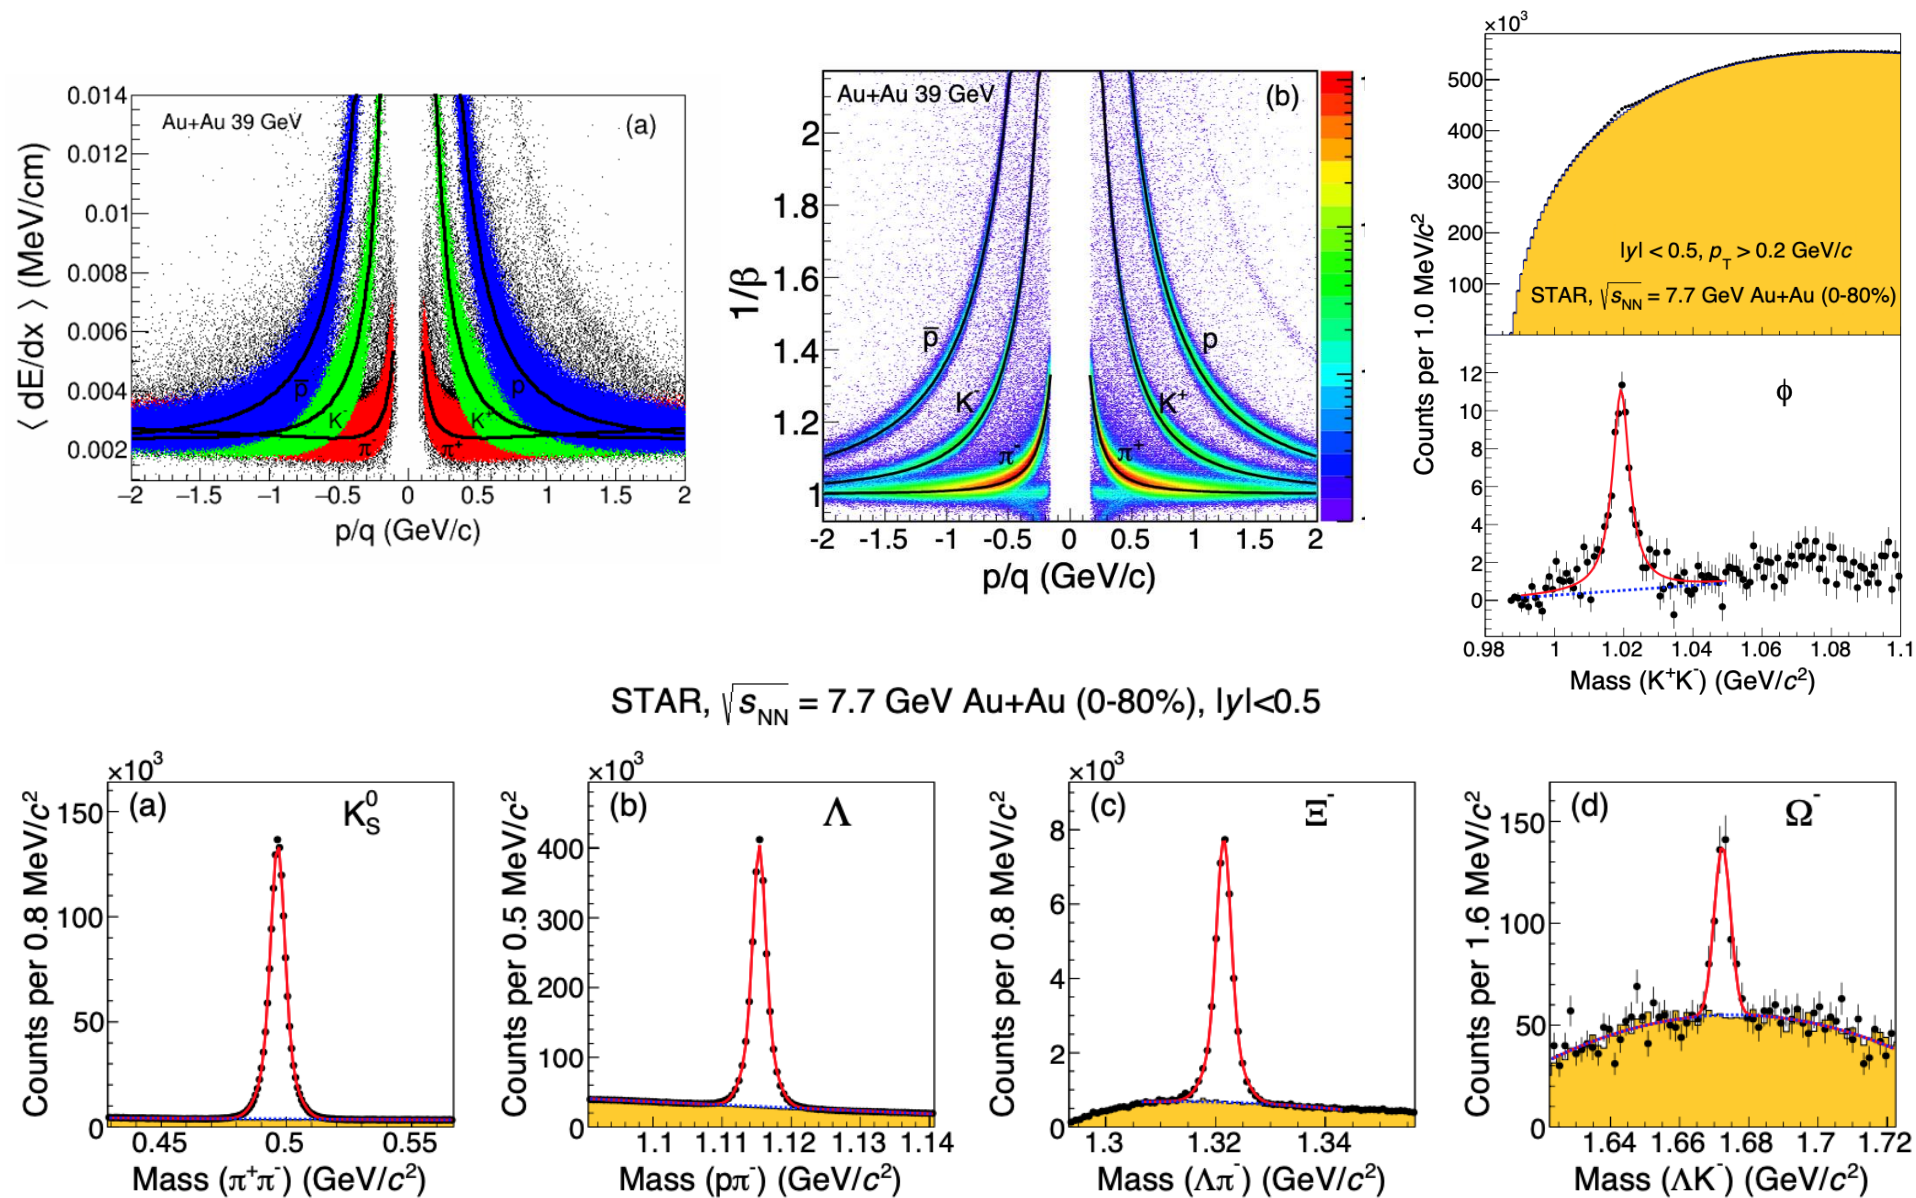 Au+Au 39 GeV
(a)
⟨ dE/dx ⟩ (MeV/cm)
0.014
0.012
0.01
0.008
0.006
0.004
0.002
p̅
K⁻
π⁻
π⁺
K⁺
p
−2 −1.5 −1 −0.5 0 0.5 1 1.5 2
p/q (GeV/c)
Au+Au 39 GeV
(b)
1/β
2
1.8
1.6
1.4
1.2
1
p̅
K⁻
π⁻
π⁺
K⁺
p
-2 -1.5 -1 -0.5 0 0.5 1 1.5 2
p/q (GeV/c)
×10³
500
400
300
200
100
|y| < 0.5, p_T > 0.2 GeV/c
STAR, √s_NN = 7.7 GeV Au+Au (0-80%)
Counts per 1.0 MeV/c²
ϕ
12
10
8
6
4
2
0
0.98 1 1.02 1.04 1.06 1.08 1.1
Mass (K⁺K⁻) (GeV/c²)
STAR, √s_NN = 7.7 GeV Au+Au (0-80%), |y|<0.5
×10³
(a)
K⁰_S
Counts per 0.8 MeV/c²
150
100
50
0
0.45 0.5 0.55
Mass (π⁺π⁻) (GeV/c²)
×10³
(b)
Λ
Counts per 0.5 MeV/c²
400
300
200
100
0
1.1 1.11 1.12 1.13 1.14
Mass (pπ⁻) (GeV/c²)
×10³
(c)
Ξ⁻
Counts per 0.8 MeV/c²
8
6
4
2
0
1.3 1.32 1.34
Mass (Λπ⁻) (GeV/c²)
(d)
Ω⁻
Counts per 1.6 MeV/c²
150
100
50
0
1.64 1.66 1.68 1.7 1.72
Mass (ΛK⁻) (GeV/c²)